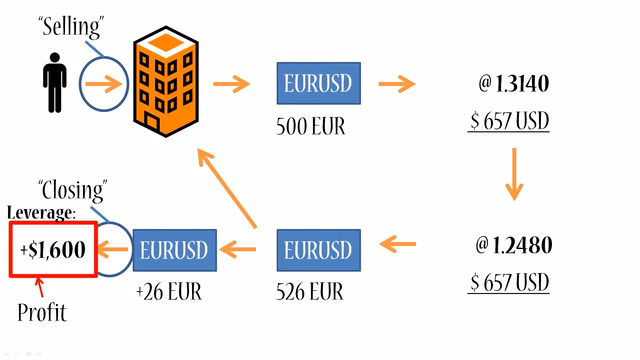 "Selling"
EURUSD
@ 1.3140
500 EUR
$ 657 USD
"Closing"
Leverage:
+$1,600
EURUSD
EURUSD
@ 1.2480
+26 EUR
526 EUR
$ 657 USD
Profit